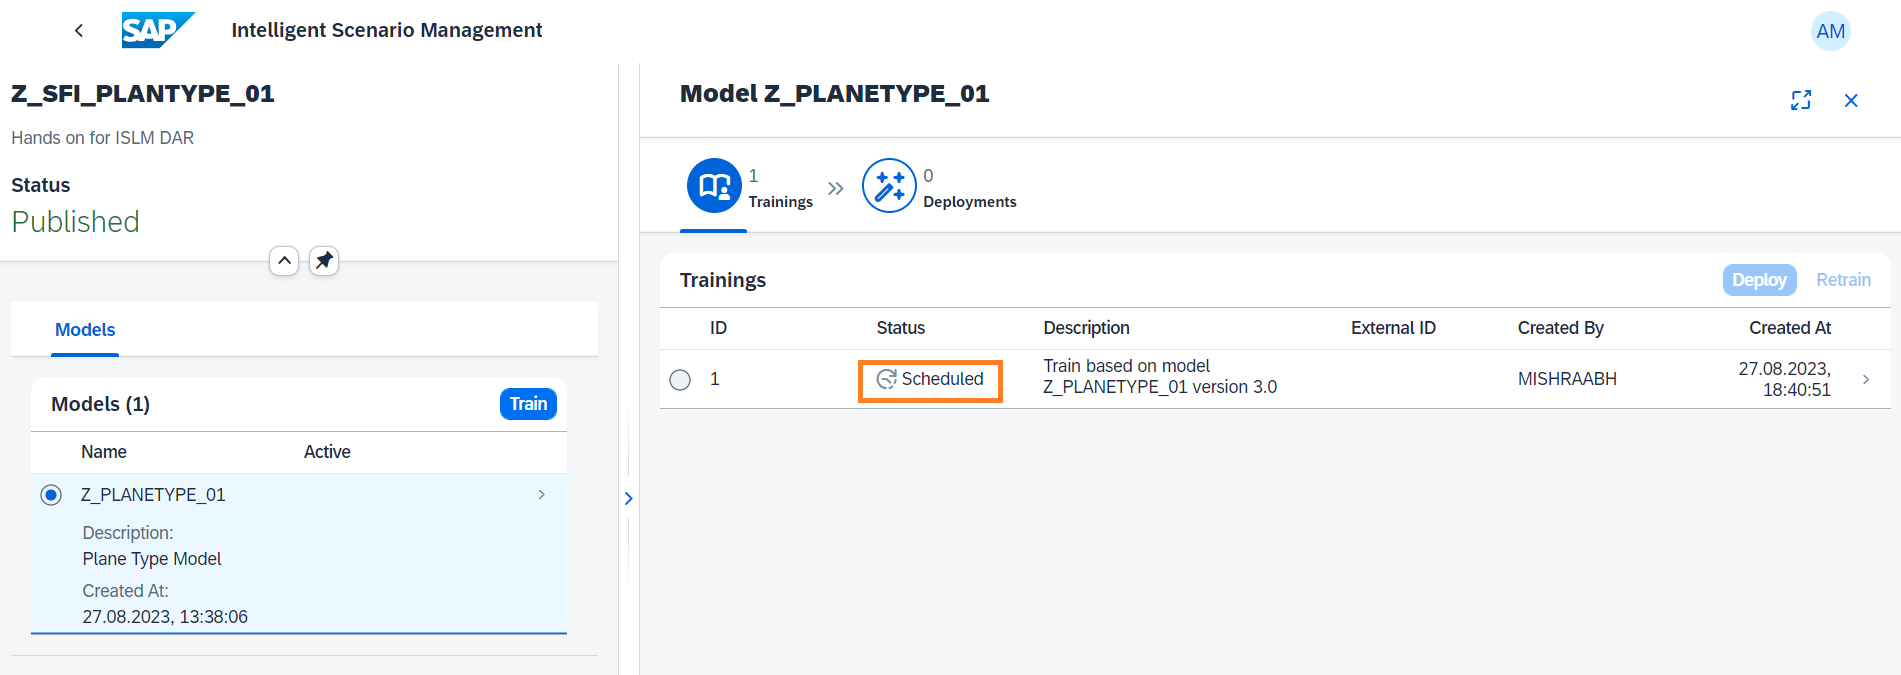 SAP Intelligent Scenario Management AM
Z_SFI_PLANTYPE_01
Hands on for ISLM DAR
Status
Published
Models
Models (1) Train
Name Active
Z_PLANETYPE_01
Description:
Plane Type Model
Created At:
27.08.2023, 13:38:06
Model Z_PLANETYPE_01
1
Trainings
0
Deployments
Trainings Deploy Retrain
ID Status Description External ID Created By Created At
1 Scheduled Train based on model
Z_PLANETYPE_01 version 3.0 MISHRAABH 27.08.2023,
18:40:51